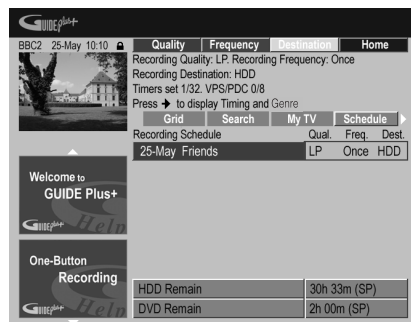 GUIDE Plus+
BBC2 25-May 10:10
Quality Frequency Destination Home
Recording Quality: LP. Recording Frequency: Once
Recording Destination: HDD
Timers set 1/32. VPS/PDC 0/8
Press to display Timing and Genre
Grid Search My TV Schedule
Recording Schedule Qual. Freq. Dest.
25-May Friends LP Once HDD
Welcome to
GUIDE Plus+
GUIDE Plus+ Help
One-Button
Recording
GUIDE Plus+ Help
HDD Remain 30h 33m (SP)
DVD Remain 2h 00m (SP)